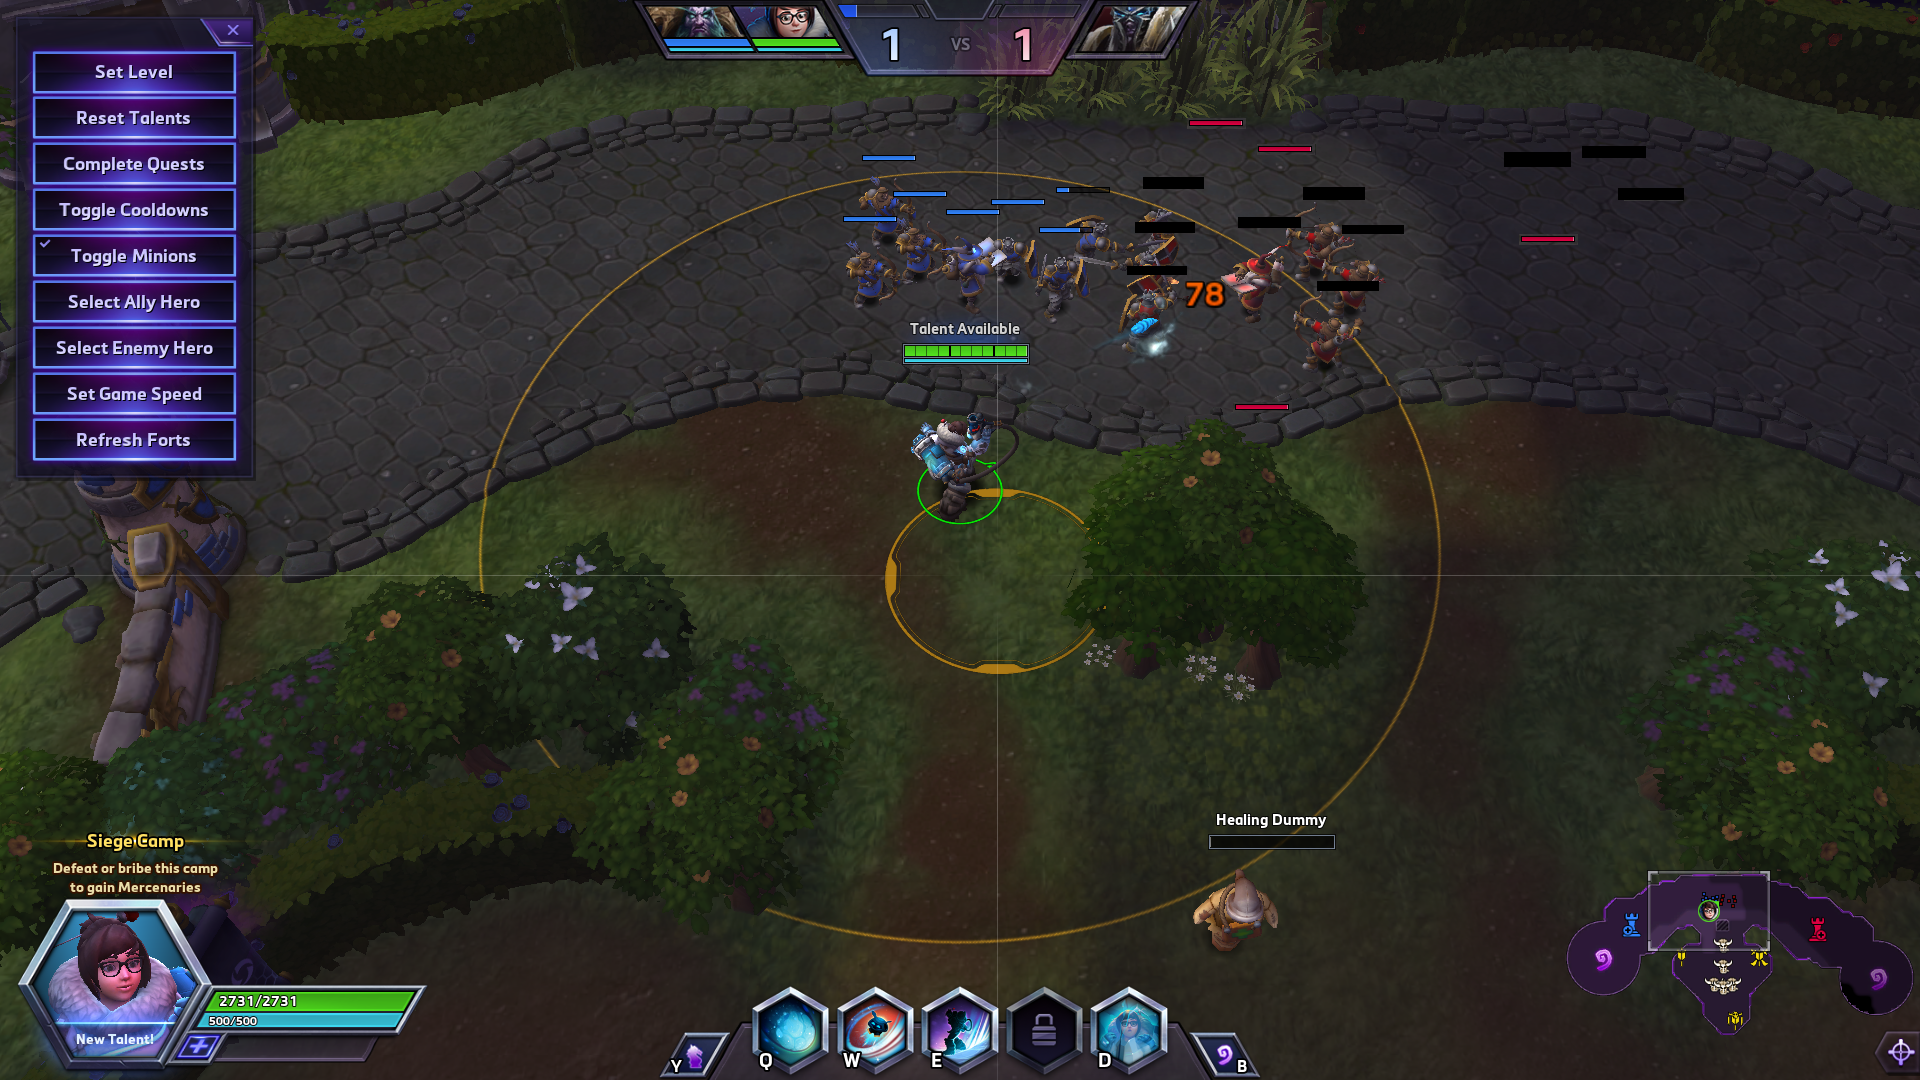 1 VS 1
Set Level
Reset Talents
Complete Quests
Toggle Cooldowns
Toggle Minions
Select Ally Hero
Select Enemy Hero
Set Game Speed
Refresh Forts
78
Talent Available
Healing Dummy
Siege Camp
Defeat or bribe this camp
to gain Mercenaries
2731/2731
500/500
New Talent!
Y
Q
W
E
D
B